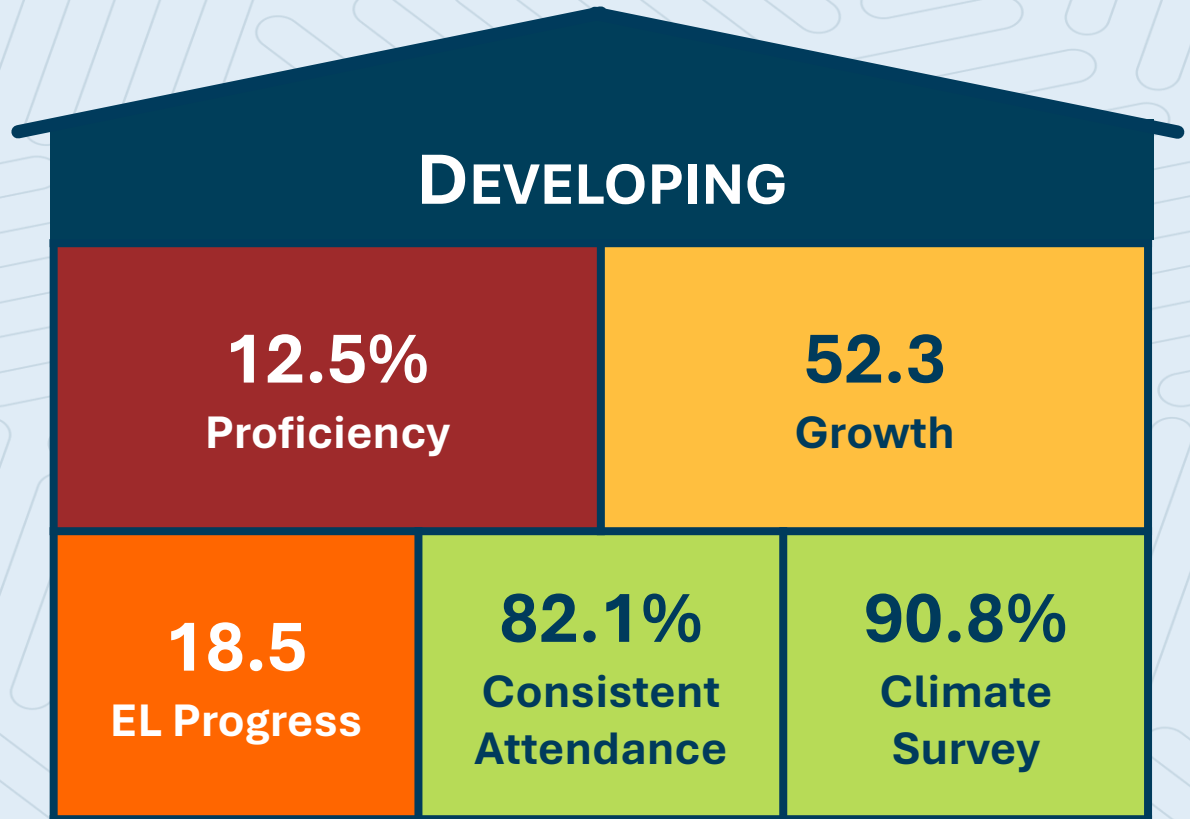 DEVELOPING
12.5%
Proficiency
52.3
Growth
18.5
EL Progress
82.1%
Consistent
Attendance
90.8%
Climate
Survey